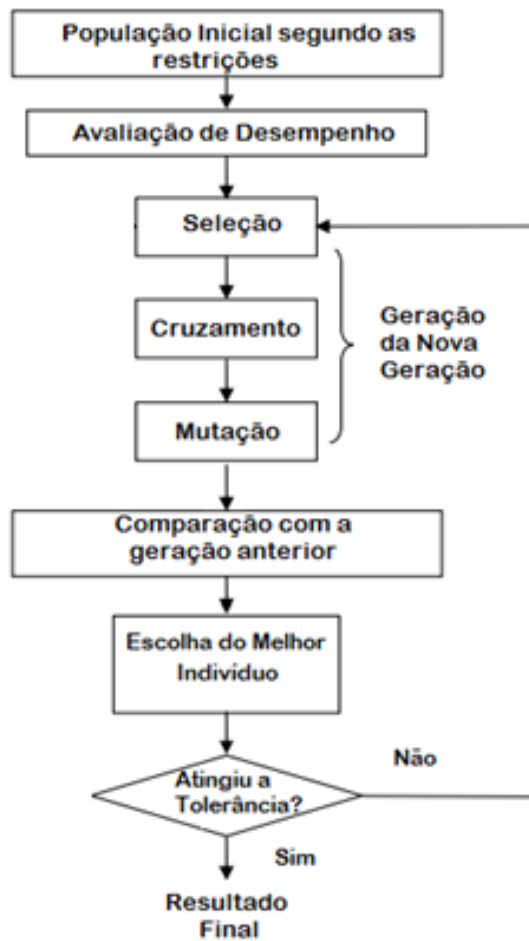 População Inicial segundo as
restrições
Avaliação de Desempenho
Seleção
Cruzamento
Geração
da Nova
Geração
Mutação
Comparação com a
geração anterior
Escolha do Melhor
Indivíduo
Atingiu a
Tolerância?
Não
Sim
Resultado
Final